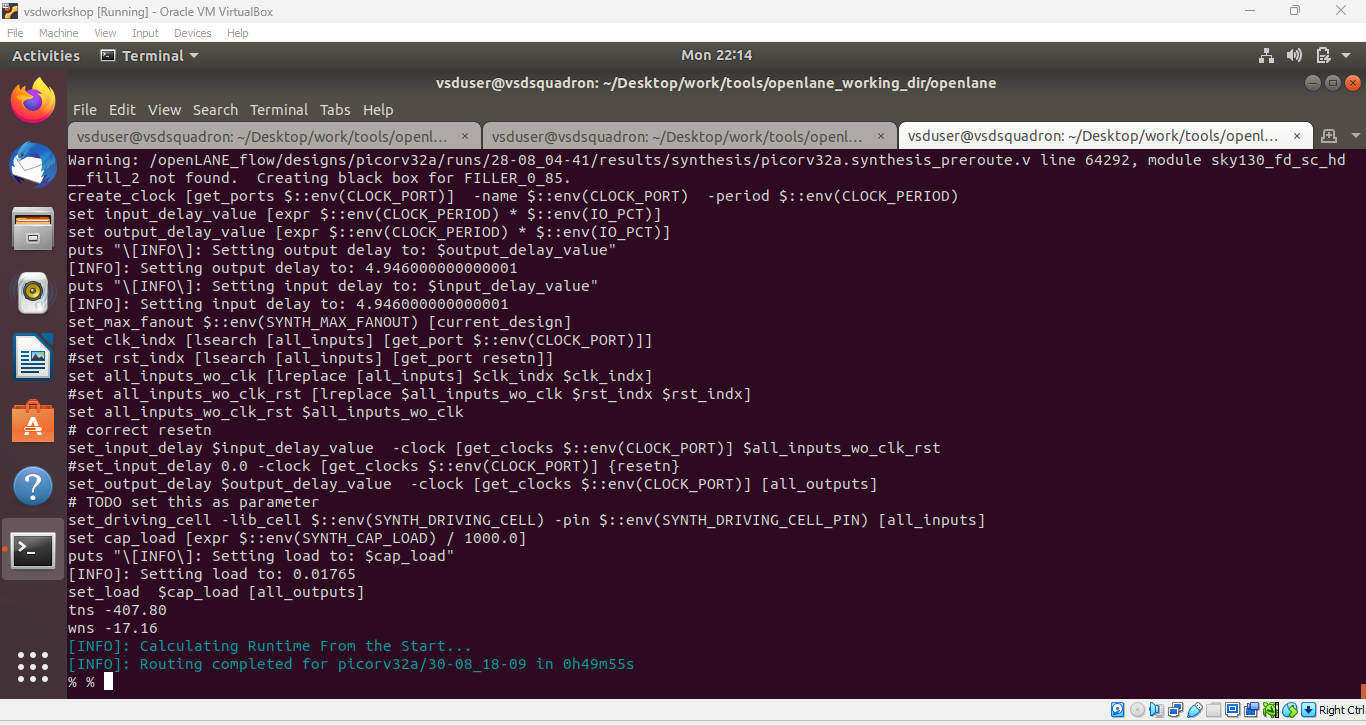 vsdworkshop [Running] - Oracle VM VirtualBox
File Machine View Input Devices Help
Activities Terminal Mon 22:14
vsduser@vsdsquadron: ~/Desktop/work/tools/openlane_working_dir/openlane
File Edit View Search Terminal Tabs Help
vsduser@vsdsquadron: ~/Desktop/work/tools/openl... × vsduser@vsdsquadron: ~/Desktop/work/tools/openl... × vsduser@vsdsquadron: ~/Desktop/work/tools/openl... ×
Warning: /openLANE_flow/designs/picorv32a/runs/28-08_04-41/results/synthesis/picorv32a.synthesis_preroute.v line 64292, module sky130_fd_sc_hd
__fill_2 not found.  Creating black box for FILLER_0_85.
create_clock [get_ports $::env(CLOCK_PORT)]  -name $::env(CLOCK_PORT)  -period $::env(CLOCK_PERIOD)
set input_delay_value [expr $::env(CLOCK_PERIOD) * $::env(IO_PCT)]
set output_delay_value [expr $::env(CLOCK_PERIOD) * $::env(IO_PCT)]
puts "\[INFO\]: Setting output delay to: $output_delay_value"
[INFO]: Setting output delay to: 4.946000000000001
puts "\[INFO\]: Setting input delay to: $input_delay_value"
[INFO]: Setting input delay to: 4.946000000000001
set_max_fanout $::env(SYNTH_MAX_FANOUT) [current_design]
set clk_indx [lsearch [all_inputs] [get_port $::env(CLOCK_PORT)]]
#set rst_indx [lsearch [all_inputs] [get_port resetn]]
set all_inputs_wo_clk [lreplace [all_inputs] $clk_indx $clk_indx]
#set all_inputs_wo_clk_rst [lreplace $all_inputs_wo_clk $rst_indx $rst_indx]
set all_inputs_wo_clk_rst $all_inputs_wo_clk
# correct resetn
set_input_delay $input_delay_value  -clock [get_clocks $::env(CLOCK_PORT)] $all_inputs_wo_clk_rst
#set_input_delay 0.0 -clock [get_clocks $::env(CLOCK_PORT)] {resetn}
set_output_delay $output_delay_value  -clock [get_clocks $::env(CLOCK_PORT)] [all_outputs]
# TODO set this as parameter
set_driving_cell -lib_cell $::env(SYNTH_DRIVING_CELL) -pin $::env(SYNTH_DRIVING_CELL_PIN) [all_inputs]
set cap_load [expr $::env(SYNTH_CAP_LOAD) / 1000.0]
puts "\[INFO\]: Setting load to: $cap_load"
[INFO]: Setting load to: 0.01765
set_load  $cap_load [all_outputs]
tns -407.80
wns -17.16
[INFO]: Calculating Runtime From the Start...
[INFO]: Routing completed for picorv32a/30-08_18-09 in 0h49m55s
% %
Right Ctrl